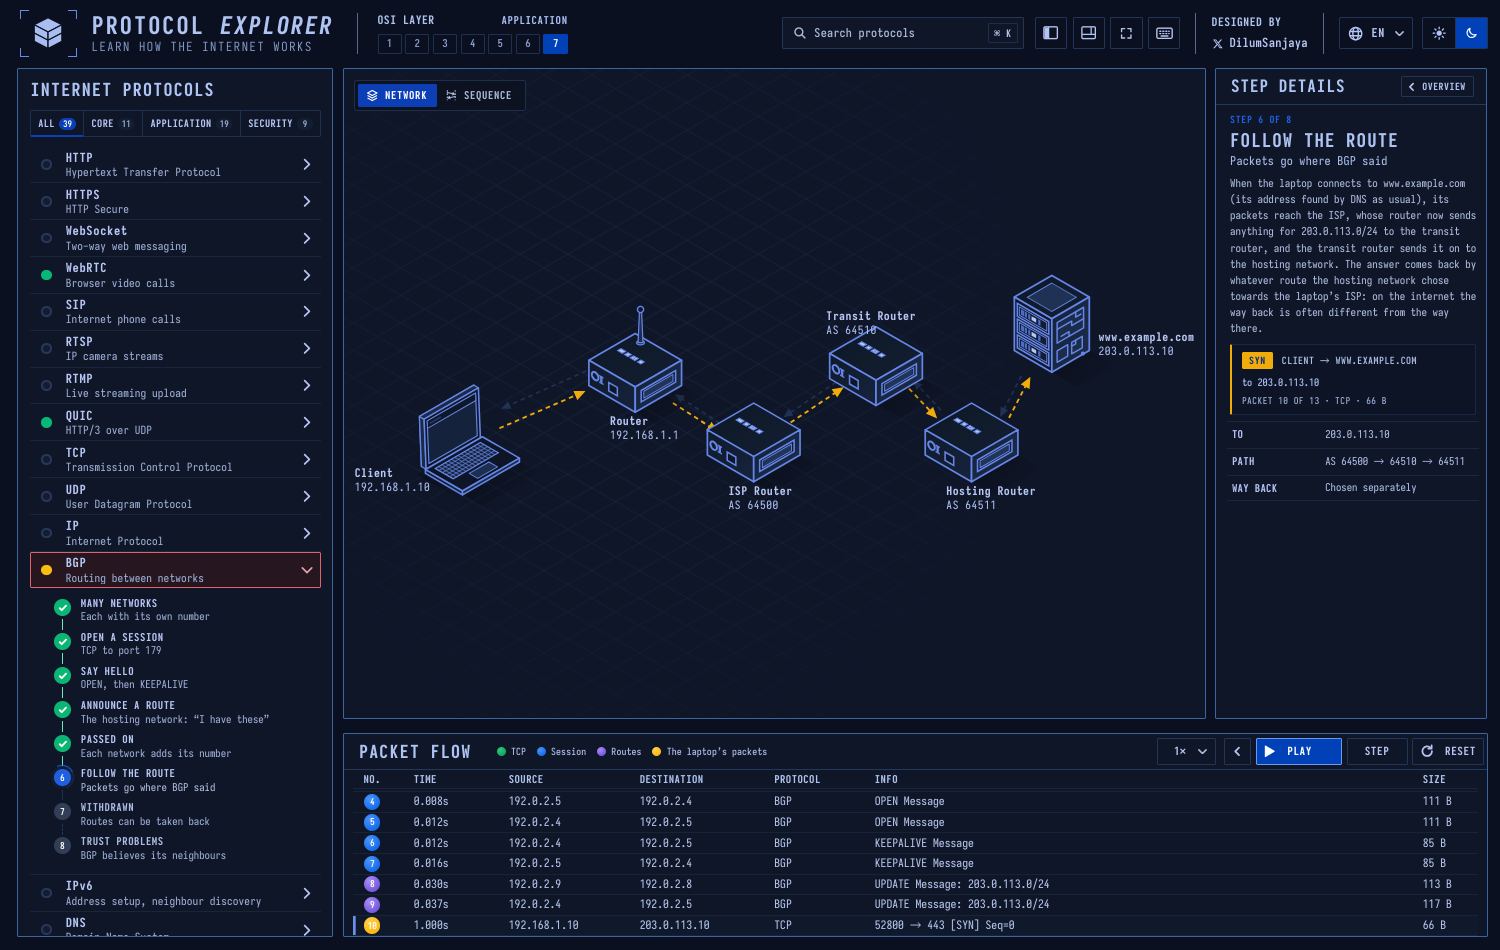 PROTOCOL EXPLORER
LEARN HOW THE INTERNET WORKS
OSI LAYER
APPLICATION
1 2 3 4 5 6 7
Search protocols
⌘ K
DESIGNED BY
DilumSanjaya
EN
INTERNET PROTOCOLS
ALL 39
CORE 11
APPLICATION 19
SECURITY 9
HTTP
Hypertext Transfer Protocol
HTTPS
HTTP Secure
WebSocket
Two-way web messaging
WebRTC
Browser video calls
SIP
Internet phone calls
RTSP
IP camera streams
RTMP
Live streaming upload
QUIC
HTTP/3 over UDP
TCP
Transmission Control Protocol
UDP
User Datagram Protocol
IP
Internet Protocol
BGP
Routing between networks
MANY NETWORKS
Each with its own number
OPEN A SESSION
TCP to port 179
SAY HELLO
OPEN, then KEEPALIVE
ANNOUNCE A ROUTE
The hosting network: “I have these”
PASSED ON
Each network adds its number
6 FOLLOW THE ROUTE
Packets go where BGP said
7 WITHDRAWN
Routes can be taken back
8 TRUST PROBLEMS
BGP believes its neighbours
IPv6
Address setup, neighbour discovery
DNS
Domain Name System
NETWORK
SEQUENCE
Client
192.168.1.10
Router
192.168.1.1
ISP Router
AS 64500
Transit Router
AS 64510
Hosting Router
AS 64511
www.example.com
203.0.113.10
STEP DETAILS
OVERVIEW
STEP 6 OF 8
FOLLOW THE ROUTE
Packets go where BGP said
When the laptop connects to www.example.com
(its address found by DNS as usual), its
packets reach the ISP, whose router now sends
anything for 203.0.113.0/24 to the transit
router, and the transit router sends it on to
the hosting network. The answer comes back by
whatever route the hosting network chose
towards the laptop’s ISP: on the internet the
way back is often different from the way
there.
SYN CLIENT → WWW.EXAMPLE.COM
to 203.0.113.10
PACKET 10 OF 13 · TCP · 66 B
TO 203.0.113.10
PATH AS 64500 → 64510 → 64511
WAY BACK Chosen separately
PACKET FLOW
TCP
Session
Routes
The laptop’s packets
1×
PLAY
STEP
RESET
NO. TIME SOURCE DESTINATION PROTOCOL INFO SIZE
4 0.008s 192.0.2.5 192.0.2.4 BGP OPEN Message 111 B
5 0.012s 192.0.2.4 192.0.2.5 BGP OPEN Message 111 B
6 0.012s 192.0.2.4 192.0.2.5 BGP KEEPALIVE Message 85 B
7 0.016s 192.0.2.5 192.0.2.4 BGP KEEPALIVE Message 85 B
8 0.030s 192.0.2.9 192.0.2.8 BGP UPDATE Message: 203.0.113.0/24 113 B
9 0.037s 192.0.2.4 192.0.2.5 BGP UPDATE Message: 203.0.113.0/24 117 B
10 1.000s 192.168.1.10 203.0.113.10 TCP 52800 → 443 [SYN] Seq=0 66 B